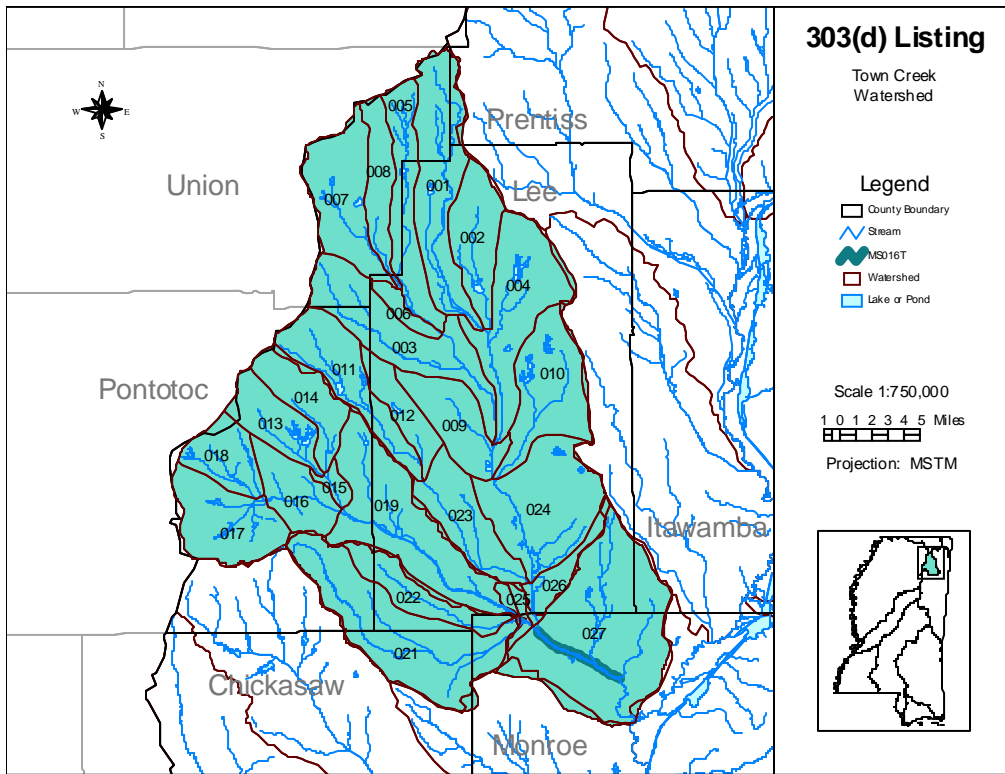 303(d) Listing
Town Creek
Watershed
N
W E
S
Prentiss
Union
Lee
Pontotoc
Itawamba
Chickasaw
Monroe
005
008
007
001
002
004
006
003
010
011
012
009
014
013
018
015
016
019
017
023
024
022
025
026
027
021
Legend
County Boundary
Stream
MS016T
Watershed
Lake or Pond
Scale 1:750,000
1 0 1 2 3 4 5 Miles
Projection: MSTM